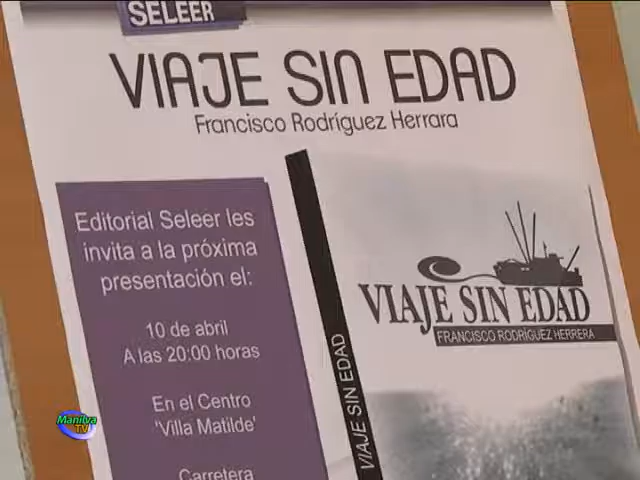 SELEER
VIAJE SIN EDAD
Francisco Rodríguez Herrara
Editorial Seleer les
invita a la próxima
presentación el:
10 de abril
A las 20:00 horas
En el Centro
'Villa Matilde'
Carretera
VIAJE SIN EDAD
FRANCISCO RODRÍGUEZ HERRERA
VIAJE SIN EDAD
Manilva
TV